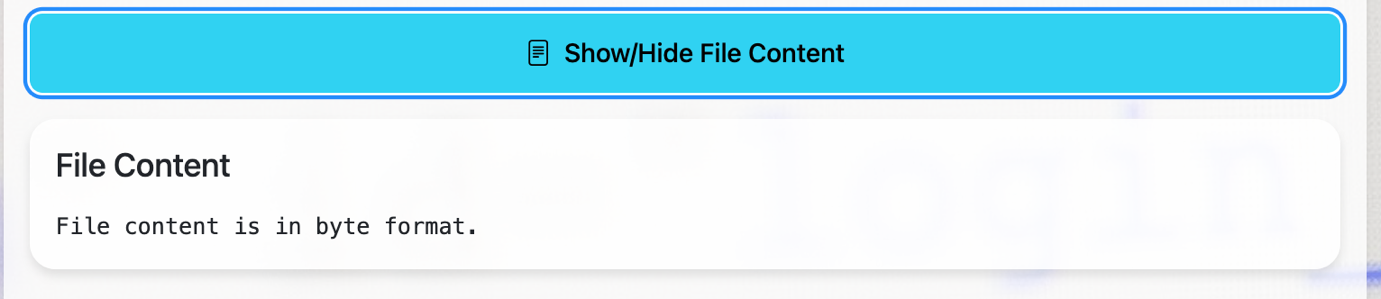 Show/Hide File Content
File Content
File content is in byte format.